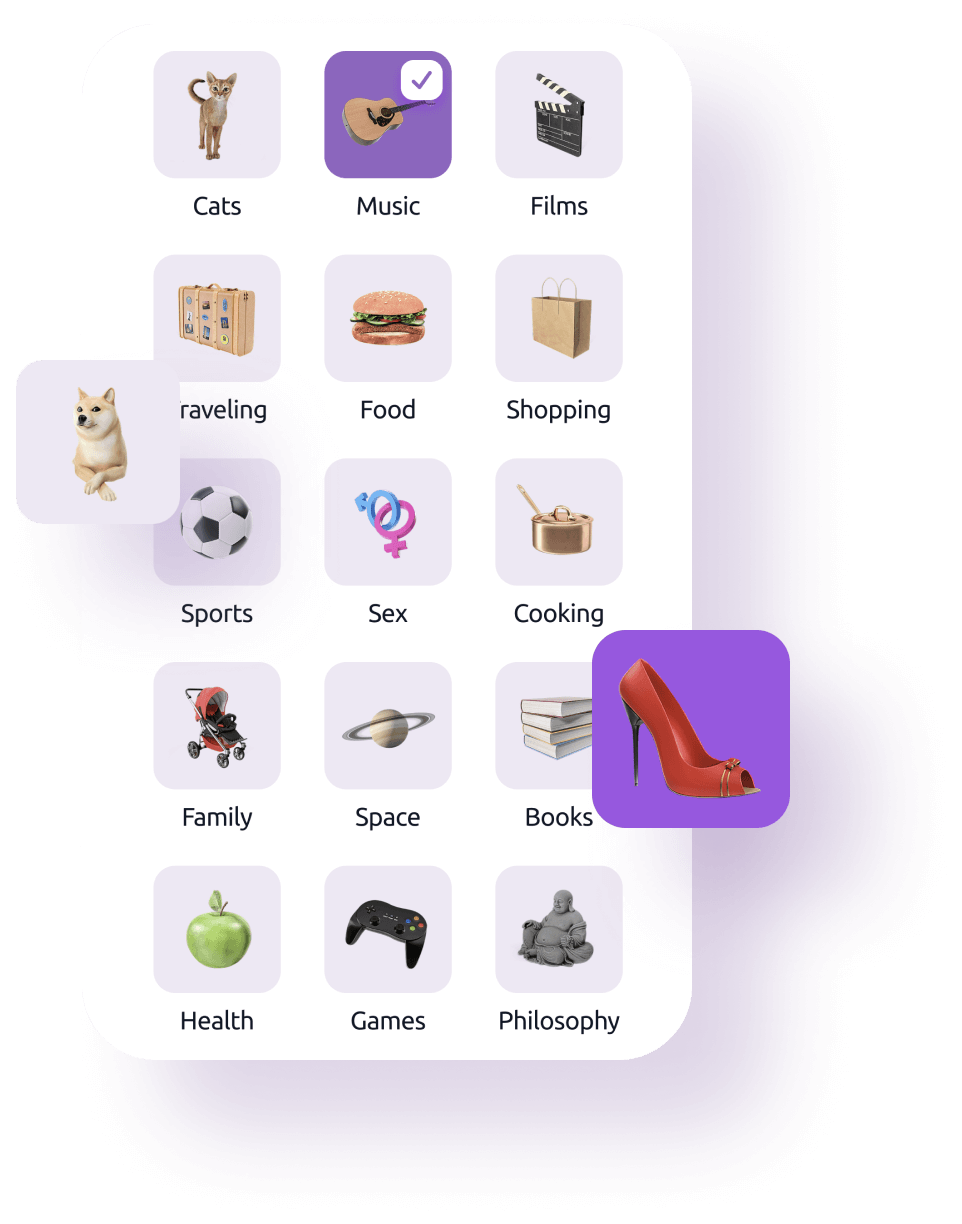 Cats
Music
Films
raveling
Food
Shopping
Sports
Sex
Cooking
Family
Space
Books
Health
Games
Philosophy